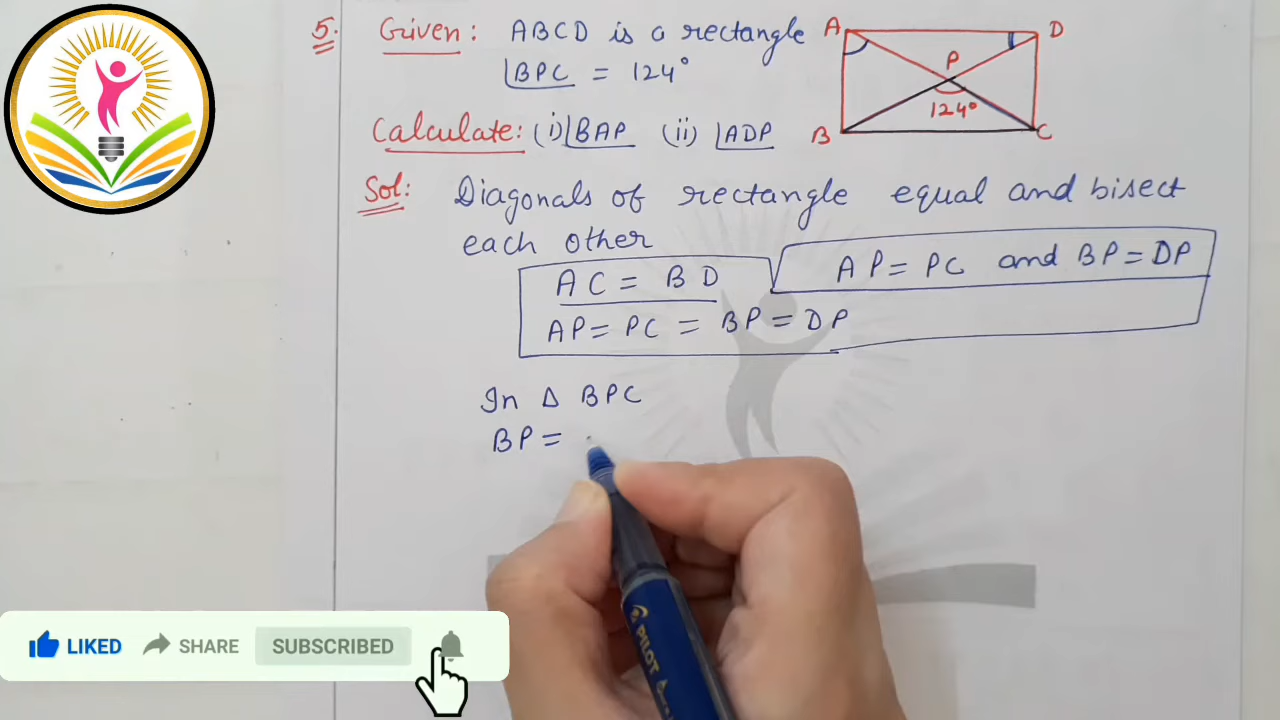 5. Given: ABCD is a rectangle
∠BPC = 124°
Calculate: (i) ∠BAP (ii) ∠ADP
A D
P
124°
B C
Sol: Diagonals of rectangle equal and bisect
each other
AC = BD
AP = PC and BP = DP
AP = PC = BP = DP
In Δ BPC
BP =
PILOT
LIKED SHARE SUBSCRIBED